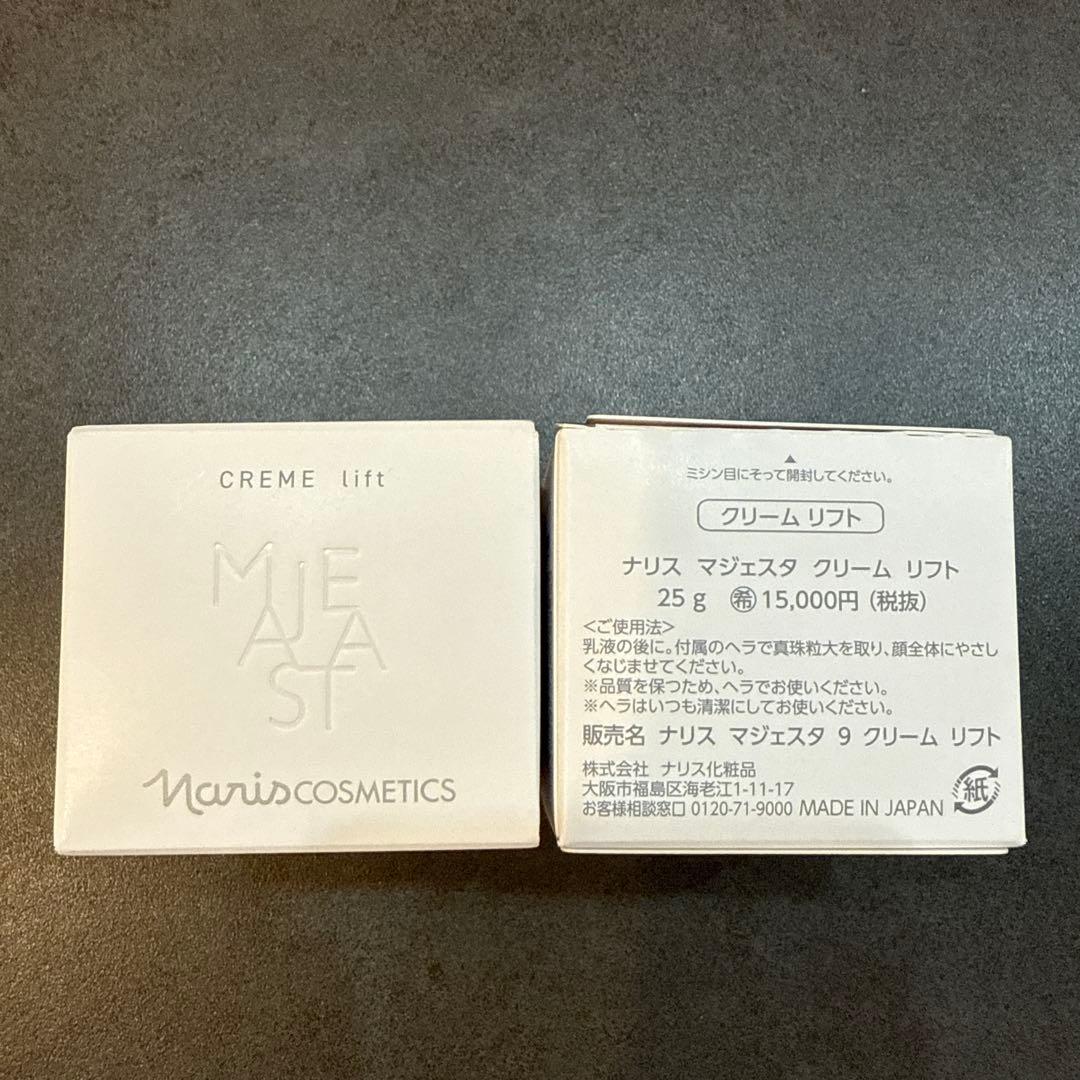 CREME lift
MAJE
STA
narisCOSMETICS
▲
ミシン目にそって開封してください。
クリーム リフト
ナリス マジェスタ クリーム リフト
25g ㊒希 15,000円(税抜)
<ご使用法>
乳液の後に。付属のヘラで真珠粒大を取り、顔全体にやさし
くなじませてください。
※品質を保つため、ヘラでお使いください。
※ヘラはいつも清潔にしてお使いください。
販売名 ナリス マジェスタ 9 クリーム リフト
株式会社 ナリス化粧品
大阪市福島区海老江1-11-17
お客様相談窓口 0120-71-9000 MADE IN JAPAN
紙